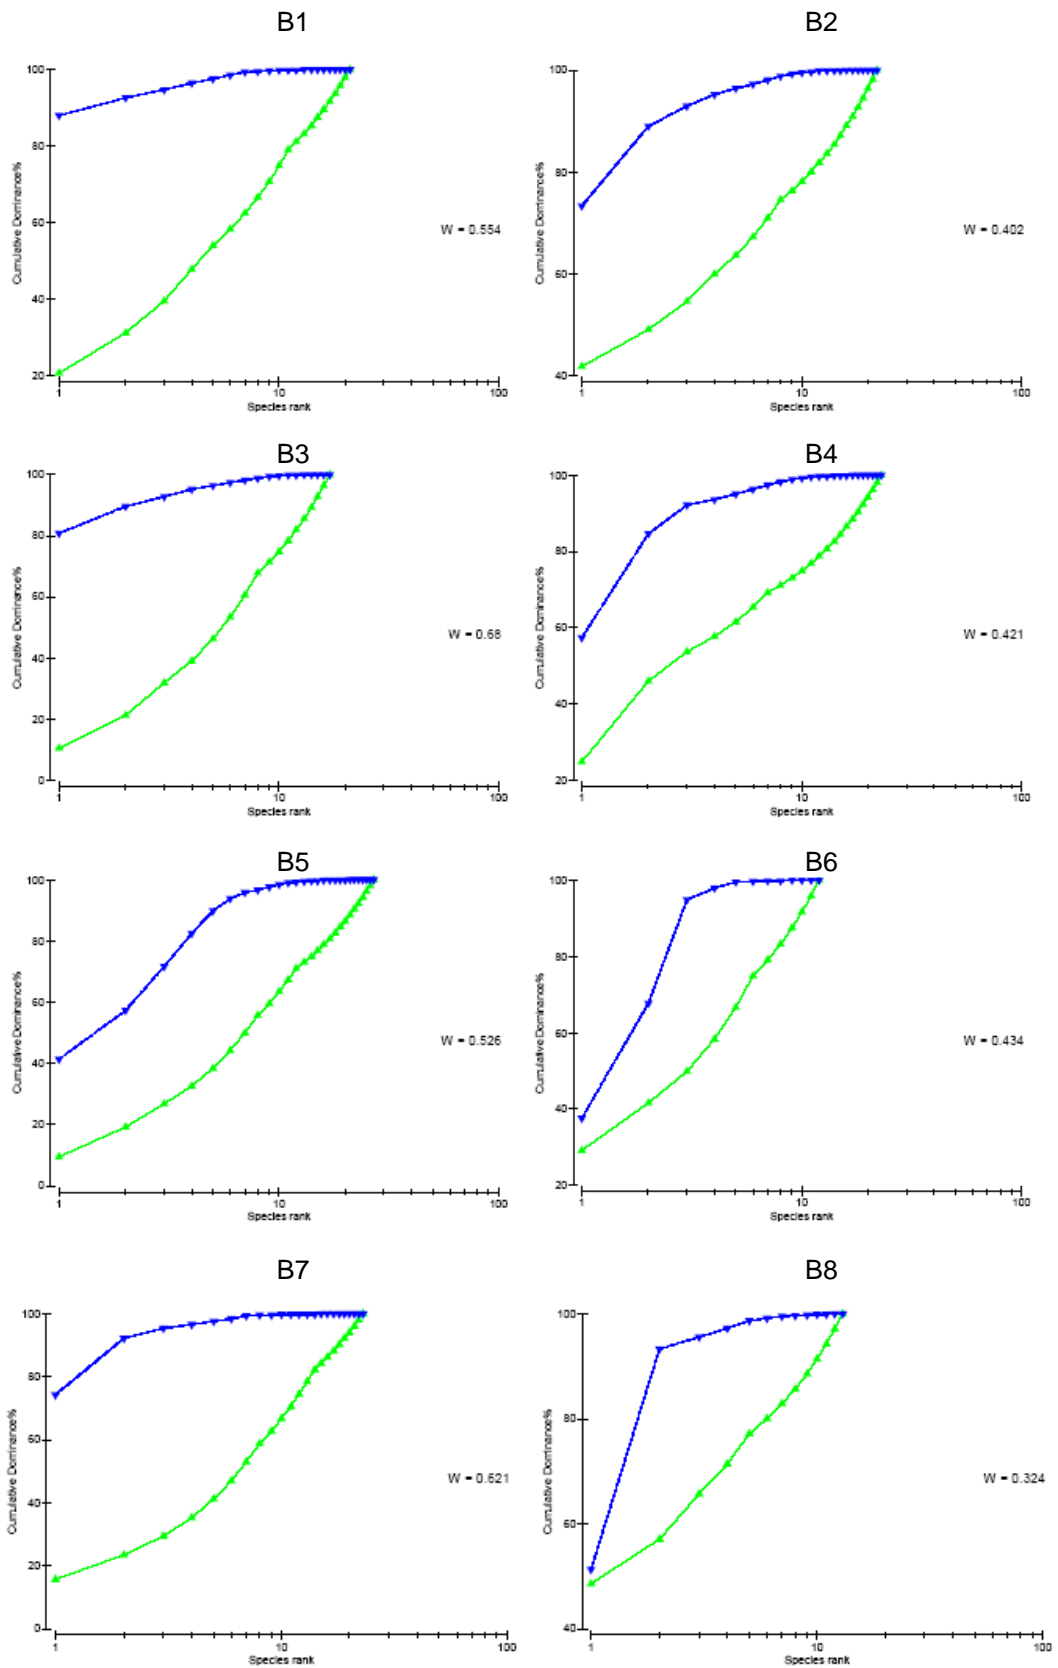 B1
B2
100
80
60
40
20
Cumulative Dominance%
W = 0.554
1
10
100
Species rank
100
80
60
40
Cumulative Dominance%
W = 0.402
1
10
100
Species rank
B3
B4
100
80
60
40
20
0
Cumulative Dominance%
W = 0.68
1
10
100
Species rank
100
80
60
40
20
Cumulative Dominance%
W = 0.421
1
10
100
Species rank
B5
B6
100
80
60
40
20
0
Cumulative Dominance%
W = 0.526
1
10
100
Species rank
100
80
60
40
20
Cumulative Dominance%
W = 0.434
1
10
100
Species rank
B7
B8
100
80
60
40
20
0
Cumulative Dominance%
W = 0.621
1
10
100
Species rank
100
80
60
40
Cumulative Dominance%
W = 0.324
1
10
100
Species rank